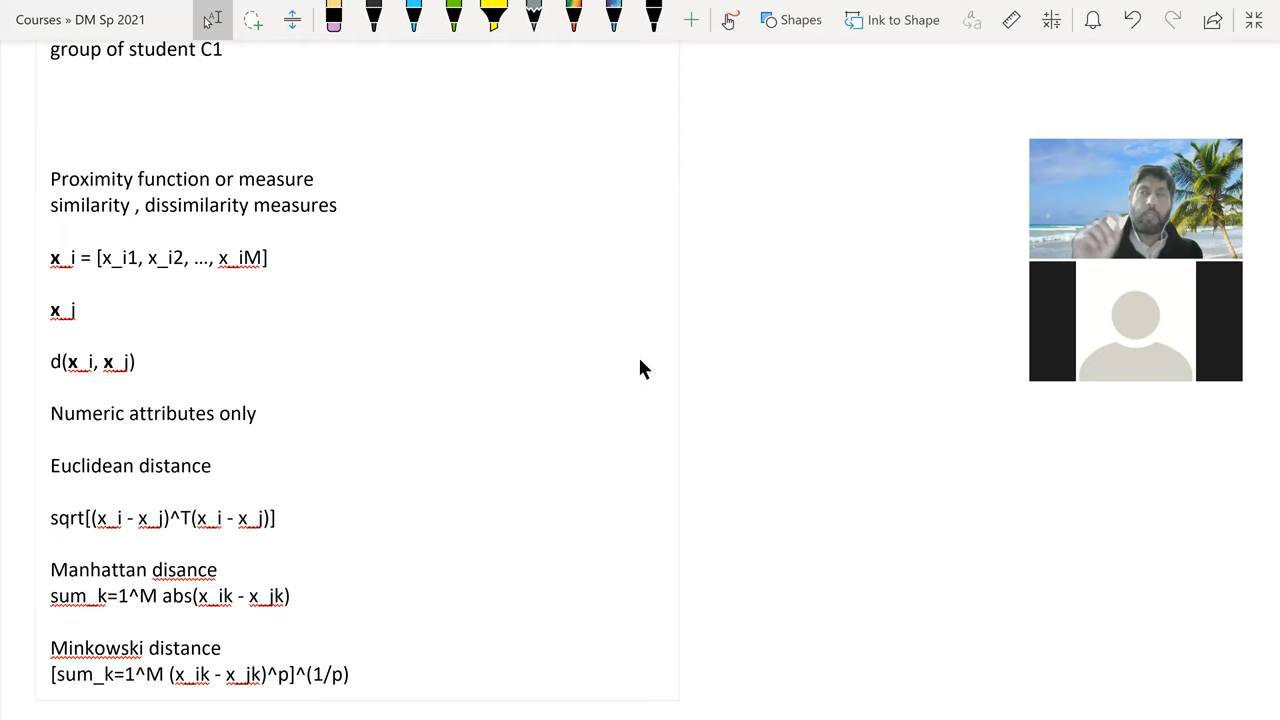 Courses » DM Sp 2021
Shapes
Ink to Shape
group of student C1
Proximity function or measure
similarity , dissimilarity measures
x_i = [x_i1, x_i2, ..., x_iM]
x_j
d(x_i, x_j)
Numeric attributes only
Euclidean distance
sqrt[(x_i - x_j)^T(x_i - x_j)]
Manhattan disance
sum_k=1^M abs(x_ik - x_jk)
Minkowski distance
[sum_k=1^M (x_ik - x_jk)^p]^(1/p)